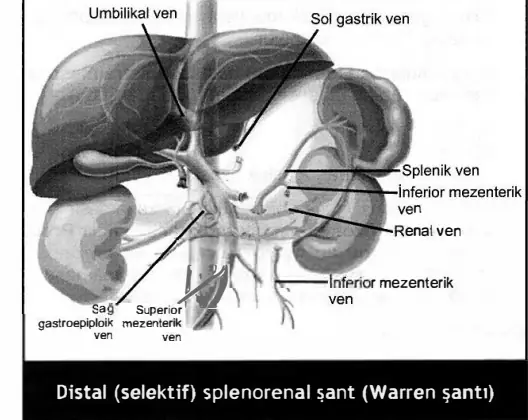 Umbilikal ven
Sol gastrik ven
Splenik ven
İnferior mezenterik
ven
Renal ven
İnferior mezenterik
ven
Sağ
gastroepiploik
ven
Superior
mezenterik
ven
Distal (selektif) splenorenal şant (Warren şantı)